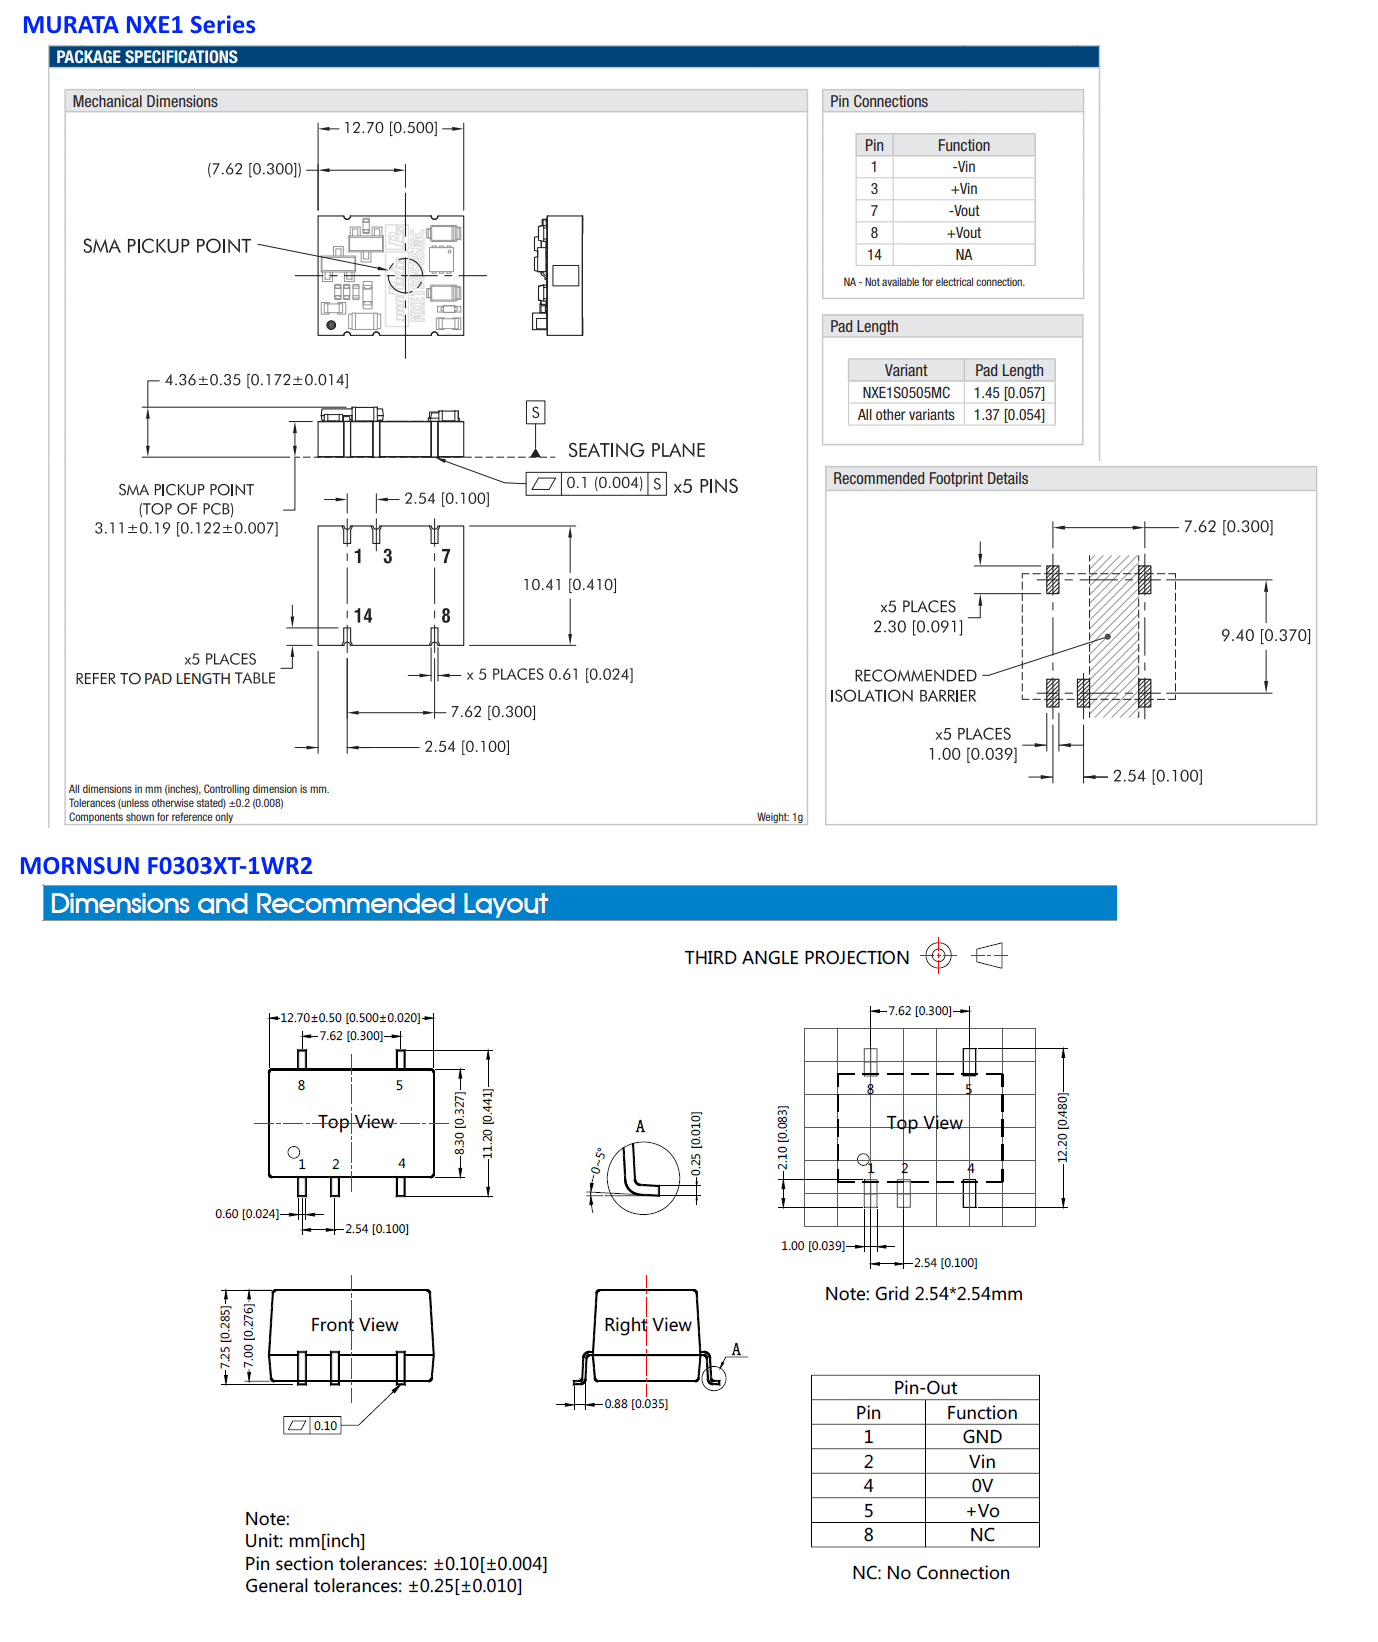 MURATA NXE1 Series
PACKAGE SPECIFICATIONS
Mechanical Dimensions
12.70 [0.500]
(7.62 [0.300])
SMA PICKUP POINT
4.36±0.35 [0.172±0.014]
S
SEATING PLANE
0.1 (0.004) S x5 PINS
SMA PICKUP POINT
(TOP OF PCB)
3.11±0.19 [0.122±0.007]
2.54 [0.100]
1 3 7
14 8
10.41 [0.410]
x5 PLACES
REFER TO PAD LENGTH TABLE
x 5 PLACES 0.61 [0.024]
7.62 [0.300]
2.54 [0.100]
All dimensions in mm (inches), Controlling dimension is mm.
Tolerances (unless otherwise stated) ±0.2 (0.008)
Components shown for reference only
Weight: 1g
Pin Connections
Pin Function
1 -Vin
3 +Vin
7 -Vout
8 +Vout
14 NA
NA - Not available for electrical connection.
Pad Length
Variant Pad Length
NXE1S0505MC 1.45 [0.057]
All other variants 1.37 [0.054]
Recommended Footprint Details
7.62 [0.300]
x5 PLACES
2.30 [0.091]
9.40 [0.370]
RECOMMENDED
ISOLATION BARRIER
x5 PLACES
1.00 [0.039]
2.54 [0.100]
MORNSUN F0303XT-1WR2
Dimensions and Recommended Layout
THIRD ANGLE PROJECTION
12.70±0.50 [0.500±0.020]
7.62 [0.300]
8 5
Top View
1 2 4
8.30 [0.327]
11.20 [0.441]
0.60 [0.024]
2.54 [0.100]
A
0~5°
0.25 [0.010]
7.62 [0.300]
8 5
Top View
1 2 4
2.10 [0.083]
12.20 [0.480]
1.00 [0.039]
2.54 [0.100]
Note: Grid 2.54*2.54mm
7.25 [0.285]
7.00 [0.276]
Front View
0.10
Right View
A
0.88 [0.035]
Pin-Out
Pin Function
1 GND
2 Vin
4 0V
5 +Vo
8 NC
NC: No Connection
Note:
Unit: mm[inch]
Pin section tolerances: ±0.10[±0.004]
General tolerances: ±0.25[±0.010]